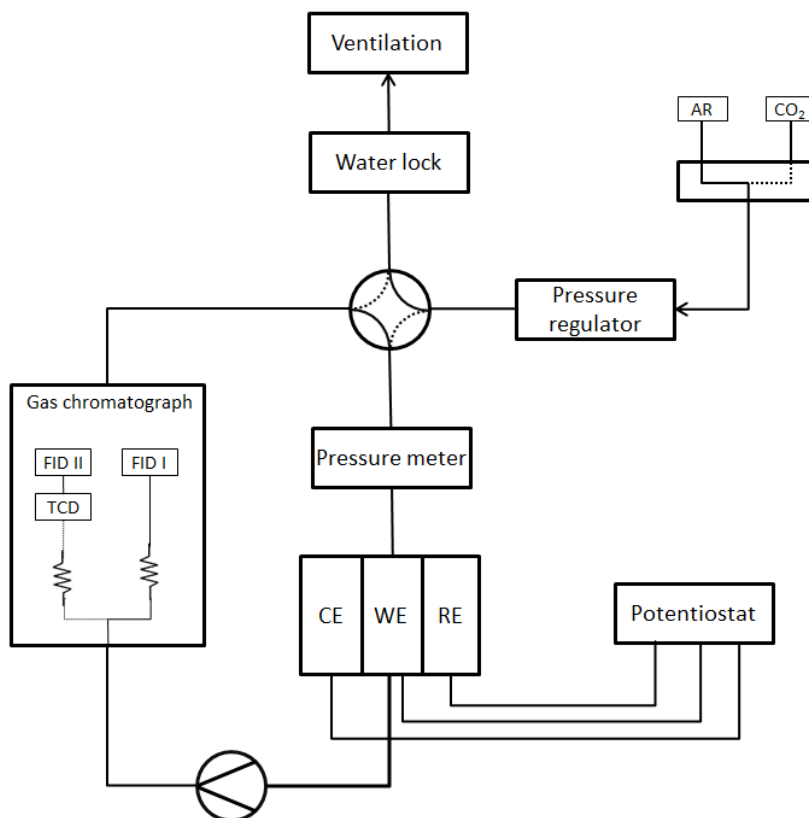 Ventilation
AR
CO₂
Water lock
Pressure
regulator
Gas chromatograph
FID II
FID I
TCD
Pressure meter
CE
WE
RE
Potentiostat